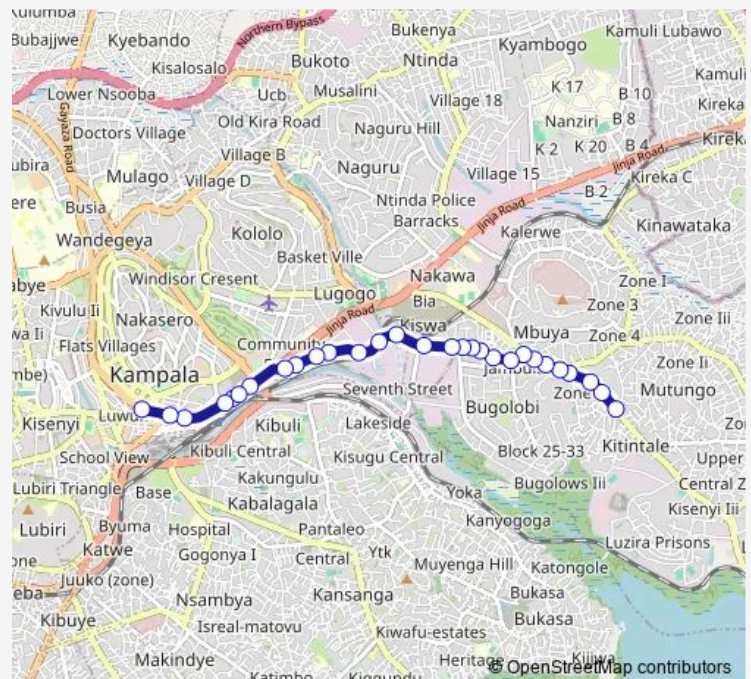 Kulumba
Bubajjwe
Kyebando
Northern Bypass
Bukenya
Kamuli Lubawo
Kisalosalo
Bukoto
Ntinda
Kyambogo
Lower Nsooba
Ucb
Musalini
Village 18
K 17
B 10
Kamuli
Kireka
Gayaza Road
Doctors Village
Old Kira Road
Naguru Hill
Nanziri
B 8
Village B
K 2
K 20
B 4
Mulago
Village D
Naguru
Village 15
Jinja Road
Kireka C
B 2
Busia
Ntinda Police
Barracks
Wandegeya
Kololo
Jinja Road
Kalerwe
Kinawataka
Basket Ville
Windsor Cresent
Nakawa
Zone I
Lugogo
Bia
Kivulu Ii
Nakasero
Jinja Road
Kiswa
Mbuya
Zone 3
Zone Iii
Zone 4
Flat Villages
Community
Kampala
Zone Ii
Seventh Street
Mutungo
Bugolobi
Kisenyi
Kibuli
Lakeside
Kitintale
School View
Kibuli Central
Kisugu Central
Block 25-33
Upper
Lubiri Triangle
Base
Kakungulu
Bugolows Iii
Central Z
Kabalagala
Yoka
Kisenyi Iii
Lubiri
Byuma
Hospital
Pantaleo
Kanyogoga
Katwe
Gogonya I
Central
Ytk
Luzira Prisons
Juuko (zone)
Muyenga Hill
Katongole
Kibuye
Nsambya
Kansanga
Bukasa
Isreal-matovu
Kiwafu-estates
Bukasa
Makindye
Heritage
© OpenStreetMap contributors